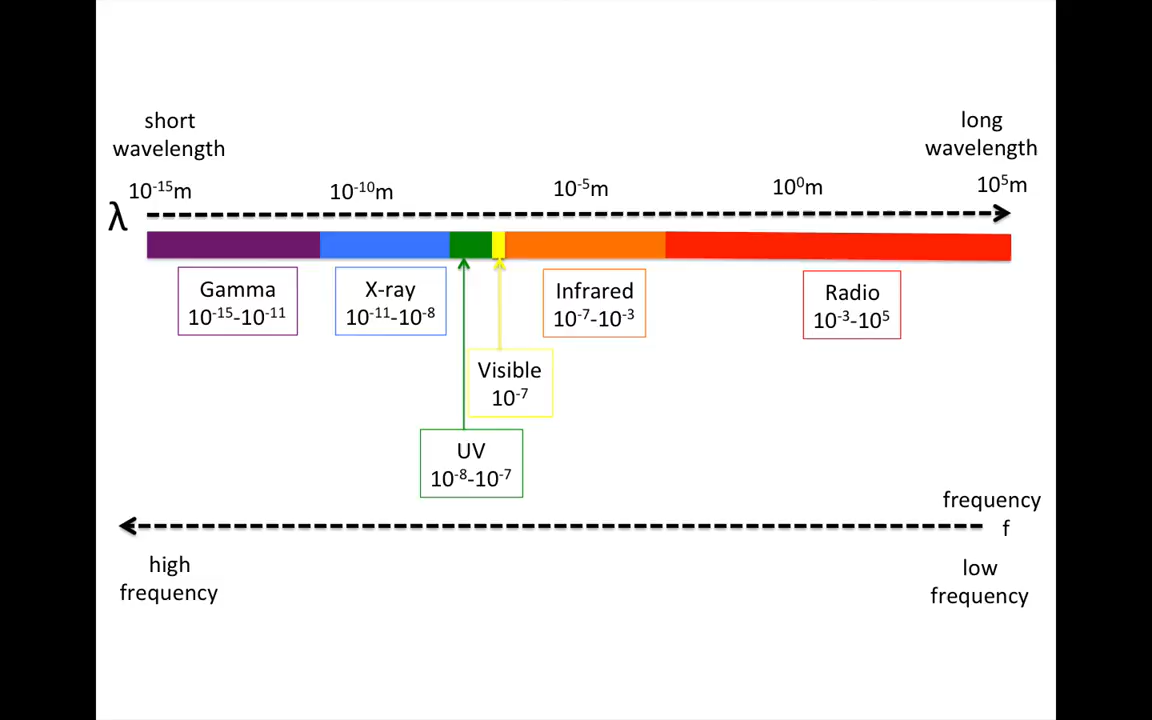 short
wavelength
long
wavelength
10⁻¹⁵m
10⁻¹⁰m
10⁻⁵m
10⁰m
10⁵m
λ
Gamma
10⁻¹⁵-10⁻¹¹
X-ray
10⁻¹¹-10⁻⁸
Infrared
10⁻⁷-10⁻³
Radio
10⁻³-10⁵
Visible
10⁻⁷
UV
10⁻⁸-10⁻⁷
frequency
f
high
frequency
low
frequency